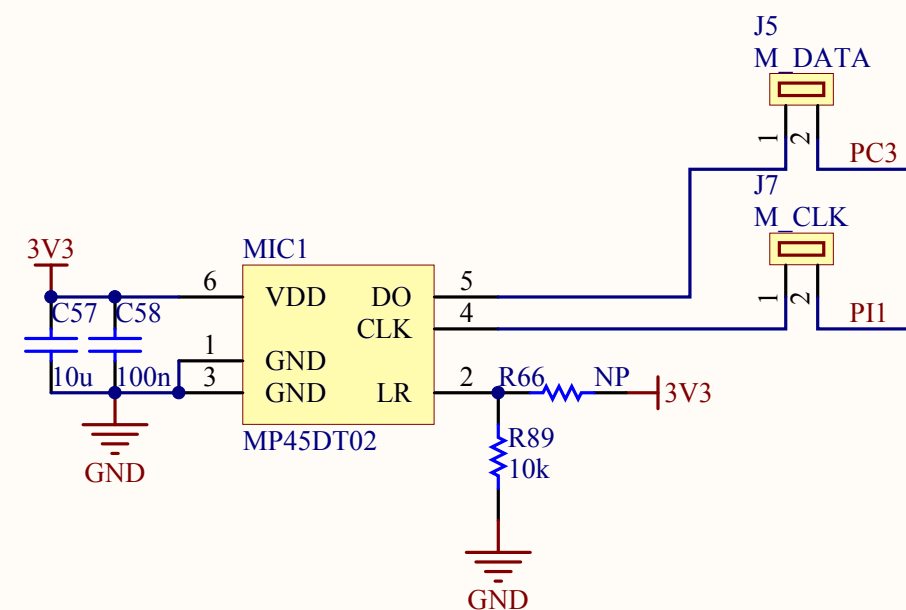 J5
M_DATA
1
2
PC3
J7
M_CLK
1
2
PI1
3V3
MIC1
6
VDD
DO
5
CLK
4
C57
C58
10u
100n
1
GND
3
GND
LR
2
R66
NP
3V3
MP45DT02
R89
10k
GND
GND